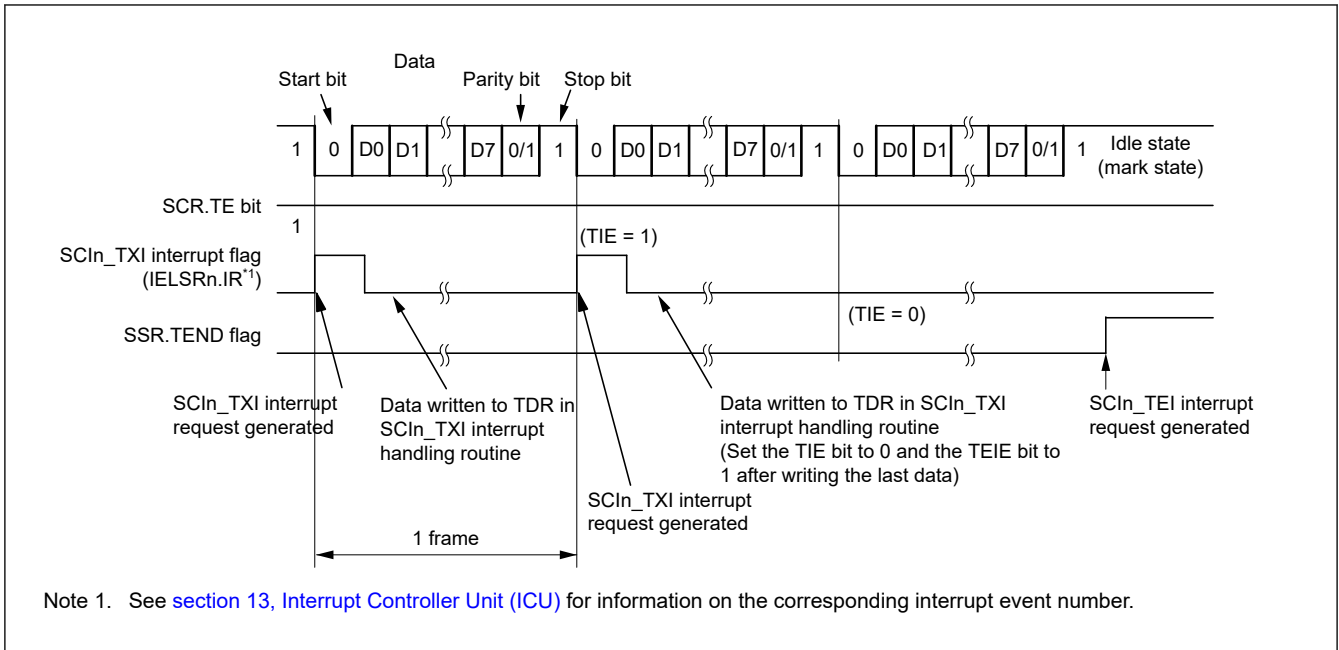 Data
Start bit
Parity bit
Stop bit
1 0 D0 D1 D7 0/1 1 0 D0 D1 D7 0/1 1 0 D0 D1 D7 0/1 1
Idle state
(mark state)
SCR.TE bit
1
(TIE = 1)
SCIn_TXI interrupt flag
(IELSRn.IR*1)
(TIE = 0)
SSR.TEND flag
SCIn_TXI interrupt
request generated
Data written to TDR in
SCIn_TXI interrupt
handling routine
Data written to TDR in SCIn_TXI
interrupt handling routine
(Set the TIE bit to 0 and the TEIE bit to
1 after writing the last data)
SCIn_TEI interrupt
request generated
SCIn_TXI interrupt
request generated
1 frame
Note 1. See section 13, Interrupt Controller Unit (ICU) for information on the corresponding interrupt event number.